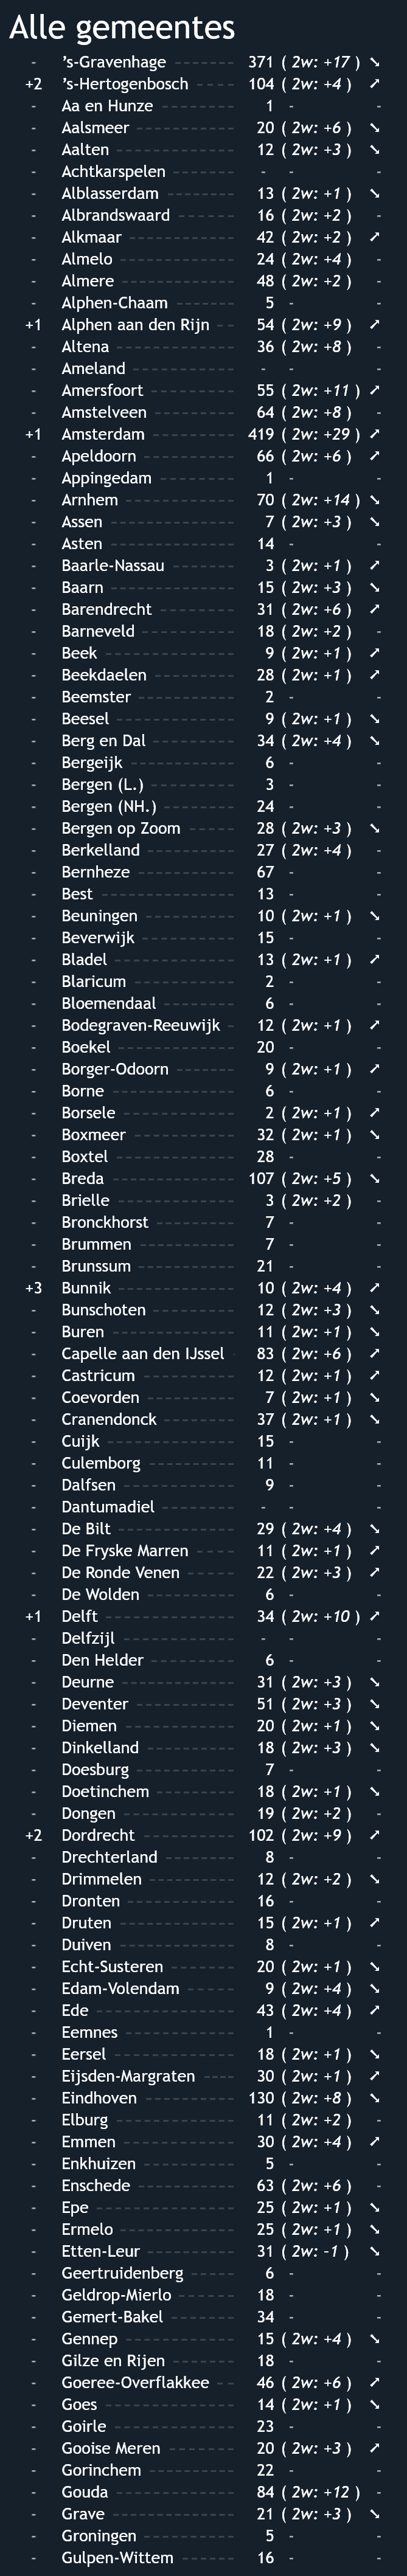 Alle gemeentes
- 's-Gravenhage 371 ( 2w: +17 ) ↘
+2 's-Hertogenbosch 104 ( 2w: +4 ) ↗
- Aa en Hunze 1 - -
- Aalsmeer 20 ( 2w: +6 ) ↘
- Aalten 12 ( 2w: +3 ) ↘
- Achtkarspelen - - -
- Alblasserdam 13 ( 2w: +1 ) ↘
- Albrandswaard 16 ( 2w: +2 ) -
- Alkmaar 42 ( 2w: +2 ) ↗
- Almelo 24 ( 2w: +4 ) -
- Almere 48 ( 2w: +2 ) -
- Alphen-Chaam 5 - -
+1 Alphen aan den Rijn 54 ( 2w: +9 ) ↗
- Altena 36 ( 2w: +8 ) -
- Ameland - - -
- Amersfoort 55 ( 2w: +11 ) ↗
- Amstelveen 64 ( 2w: +8 ) -
+1 Amsterdam 419 ( 2w: +29 ) ↗
- Apeldoorn 66 ( 2w: +6 ) ↗
- Appingedam 1 - -
- Arnhem 70 ( 2w: +14 ) ↘
- Assen 7 ( 2w: +3 ) ↘
- Asten 14 - -
- Baarle-Nassau 3 ( 2w: +1 ) ↗
- Baarn 15 ( 2w: +3 ) ↘
- Barendrecht 31 ( 2w: +6 ) ↗
- Barneveld 18 ( 2w: +2 ) -
- Beek 9 ( 2w: +1 ) ↗
- Beekdaelen 28 ( 2w: +1 ) ↗
- Beemster 2 - -
- Beesel 9 ( 2w: +1 ) ↘
- Berg en Dal 34 ( 2w: +4 ) ↘
- Bergeijk 6 - -
- Bergen (L.) 3 - -
- Bergen (NH.) 24 - -
- Bergen op Zoom 28 ( 2w: +3 ) ↘
- Berkelland 27 ( 2w: +4 ) -
- Bernheze 67 - -
- Best 13 - -
- Beuningen 10 ( 2w: +1 ) ↘
- Beverwijk 15 - -
- Bladel 13 ( 2w: +1 ) ↗
- Blaricum 2 - -
- Bloemendaal 6 - -
- Bodegraven-Reeuwijk 12 ( 2w: +1 ) ↗
- Boekel 20 - -
- Borger-Odoorn 9 ( 2w: +1 ) ↗
- Borne 6 - -
- Borsele 2 ( 2w: +1 ) ↗
- Boxmeer 32 ( 2w: +1 ) ↘
- Boxtel 28 - -
- Breda 107 ( 2w: +5 ) ↘
- Brielle 3 ( 2w: +2 ) -
- Bronckhorst 7 - -
- Brummen 7 - -
- Brunssum 21 - -
+3 Bunnik 10 ( 2w: +4 ) ↗
- Bunschoten 12 ( 2w: +3 ) ↘
- Buren 11 ( 2w: +1 ) ↘
- Capelle aan den IJssel 83 ( 2w: +6 ) ↗
- Castricum 12 ( 2w: +1 ) ↗
- Coevorden 7 ( 2w: +1 ) ↘
- Cranendonck 37 ( 2w: +1 ) ↘
- Cuijk 15 - -
- Culemborg 11 - -
- Dalfsen 9 - -
- Dantumadiel - - -
- De Bilt 29 ( 2w: +4 ) ↘
- De Fryske Marren 11 ( 2w: +1 ) ↗
- De Ronde Venen 22 ( 2w: +3 ) ↗
- De Wolden 6 - -
+1 Delft 34 ( 2w: +10 ) ↗
- Delfzijl - - -
- Den Helder 6 - -
- Deurne 31 ( 2w: +3 ) ↘
- Deventer 51 ( 2w: +3 ) ↘
- Diemen 20 ( 2w: +1 ) ↘
- Dinkelland 18 ( 2w: +3 ) ↘
- Doesburg 7 - -
- Doetinchem 18 ( 2w: +1 ) ↘
- Dongen 19 ( 2w: +2 ) -
+2 Dordrecht 102 ( 2w: +9 ) ↗
- Drechterland 8 - -
- Drimmelen 12 ( 2w: +2 ) ↘
- Dronten 16 - -
- Druten 15 ( 2w: +1 ) ↗
- Duiven 8 - -
- Echt-Susteren 20 ( 2w: +1 ) ↘
- Edam-Volendam 9 ( 2w: +4 ) ↘
- Ede 43 ( 2w: +4 ) ↗
- Eemnes 1 - -
- Eersel 18 ( 2w: +1 ) ↘
- Eijsden-Margraten 30 ( 2w: +1 ) ↗
- Eindhoven 130 ( 2w: +8 ) ↘
- Elburg 11 ( 2w: +2 ) -
- Emmen 30 ( 2w: +4 ) ↗
- Enkhuizen 5 - -
- Enschede 63 ( 2w: +6 ) -
- Epe 25 ( 2w: +1 ) ↘
- Ermelo 25 ( 2w: +1 ) ↘
- Etten-Leur 31 ( 2w: -1 ) ↘
- Geertruidenberg 6 - -
- Geldrop-Mierlo 18 - -
- Gemert-Bakel 34 - -
- Gennep 15 ( 2w: +4 ) ↘
- Gilze en Rijen 18 - -
- Goeree-Overflakkee 46 ( 2w: +6 ) ↗
- Goes 14 ( 2w: +1 ) ↘
- Goirle 23 - -
- Gooise Meren 20 ( 2w: +3 ) ↗
- Gorinchem 22 - -
- Gouda 84 ( 2w: +12 ) -
- Grave 21 ( 2w: +3 ) ↘
- Groningen 5 - -
- Gulpen-Wittem 16 - -